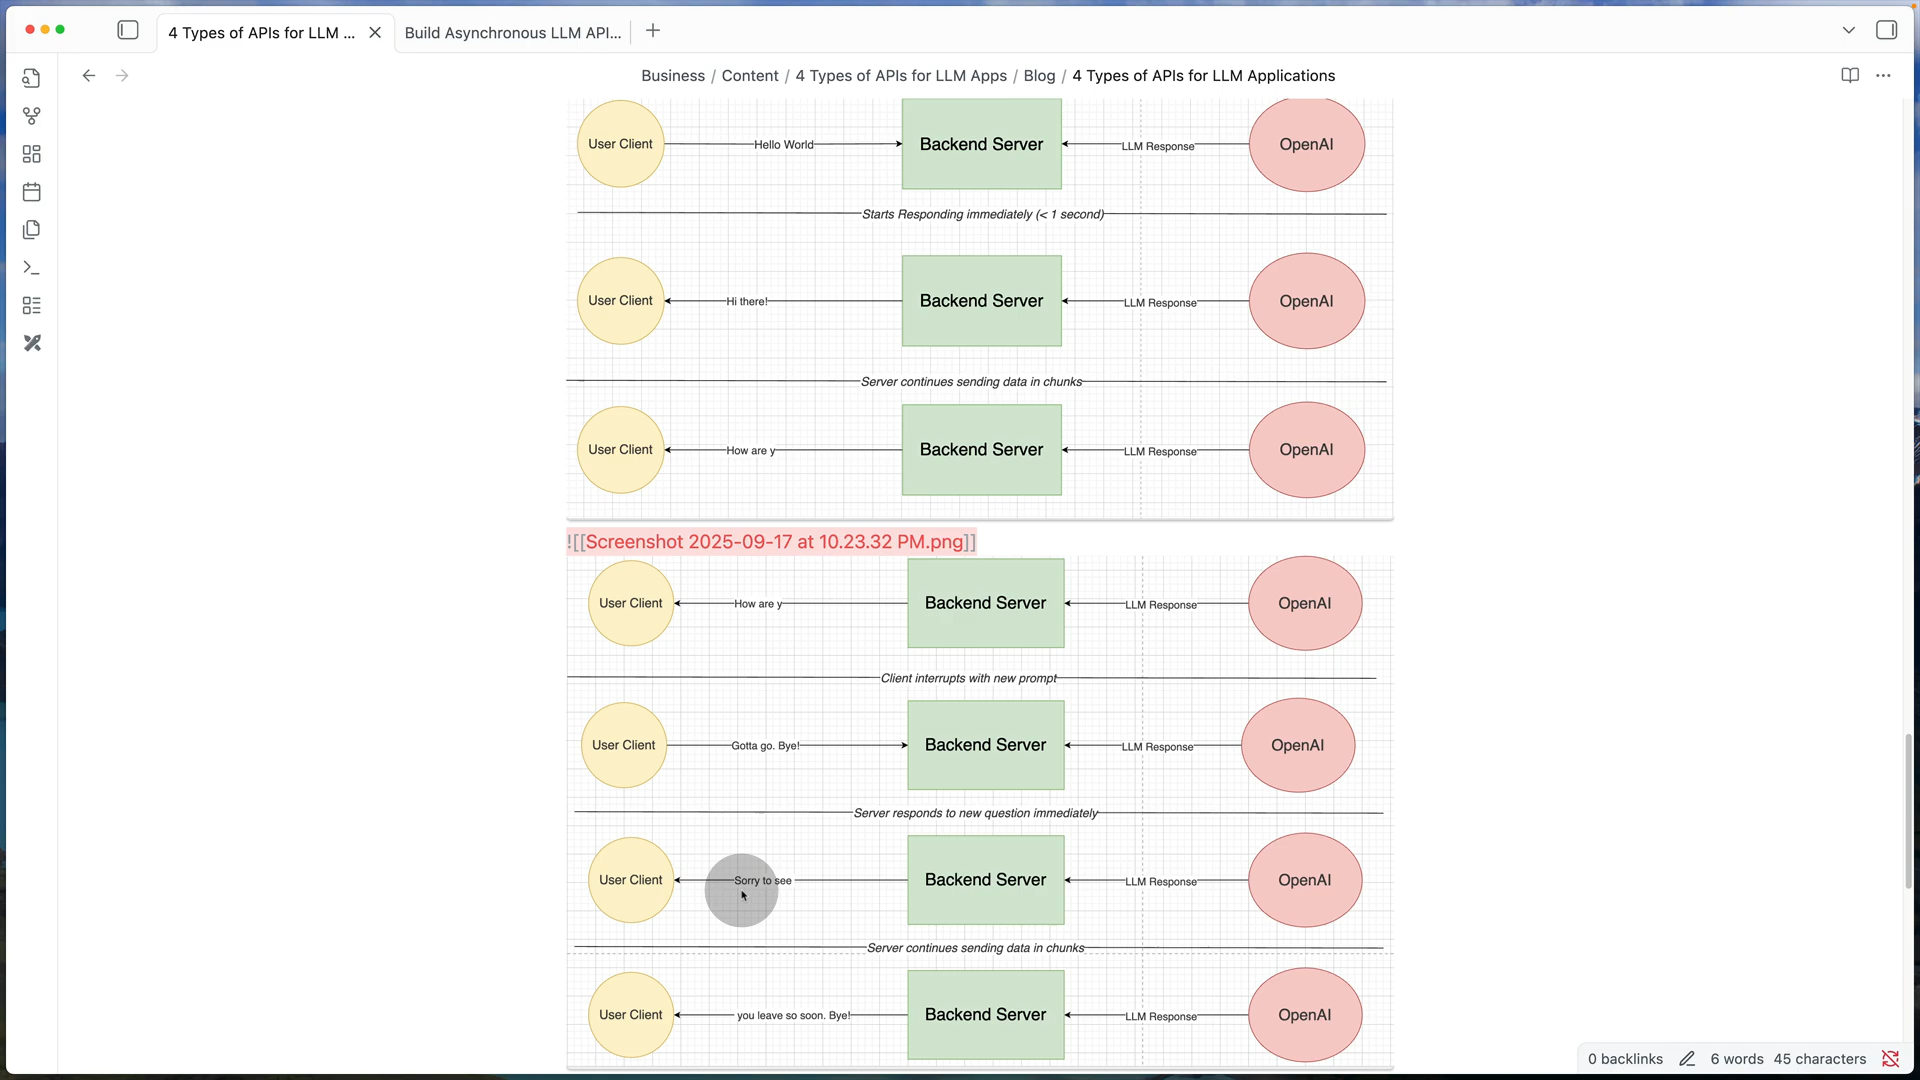 4 Types of APIs for LLM ...
Build Asynchronous LLM API...
Business / Content / 4 Types of APIs for LLM Apps / Blog / 4 Types of APIs for LLM Applications
User Client
Hello World
Backend Server
LLM Response
OpenAI
Starts Responding immediately (< 1 second)
User Client
Hi there!
Backend Server
LLM Response
OpenAI
Server continues sending data in chunks
User Client
How are y
Backend Server
LLM Response
OpenAI
![[Screenshot 2025-09-17 at 10.23.32 PM.png]]
User Client
How are y
Backend Server
LLM Response
OpenAI
Client interrupts with new prompt
User Client
Gotta go. Bye!
Backend Server
LLM Response
OpenAI
Server responds to new question immediately
User Client
Sorry to see
Backend Server
LLM Response
OpenAI
Server continues sending data in chunks
User Client
you leave so soon. Bye!
Backend Server
LLM Response
OpenAI
0 backlinks
6 words
45 characters